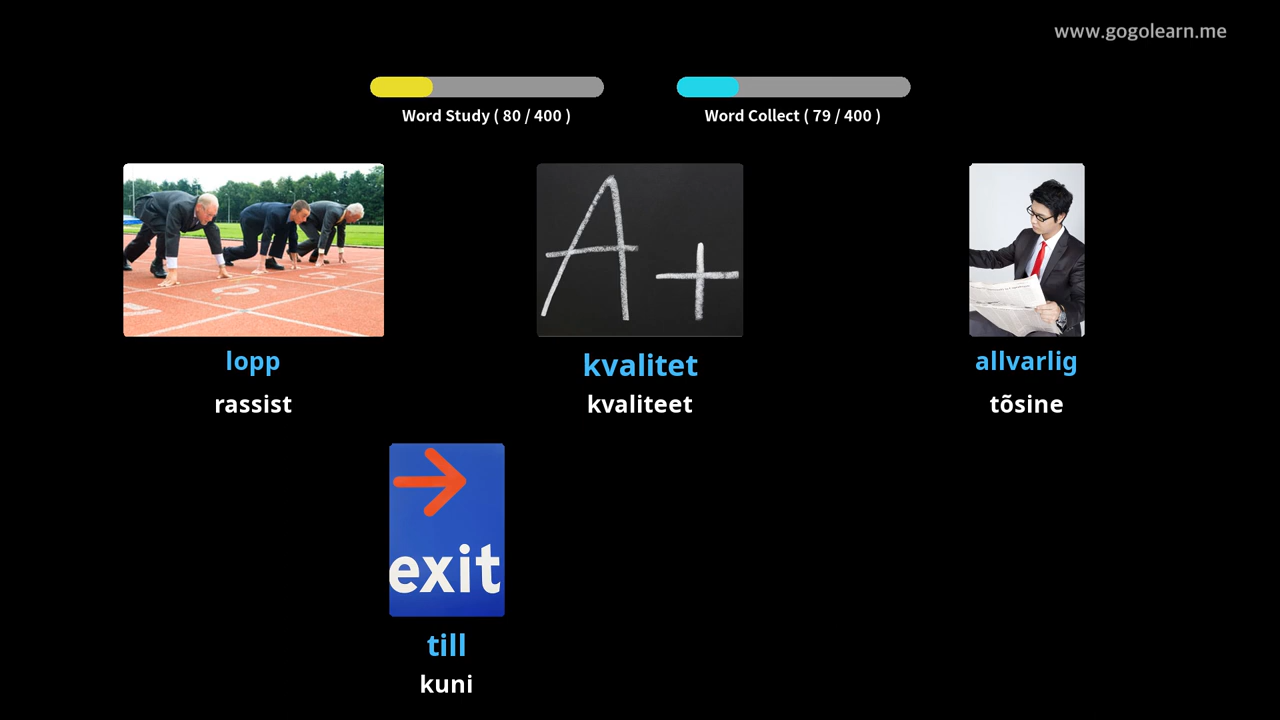 www.gogolearn.me
Word Study ( 80 / 400 )
Word Collect ( 79 / 400 )
A+
lopp
kvalitet
allvarlig
rassist
kvaliteet
tõsine
exit
till
kuni